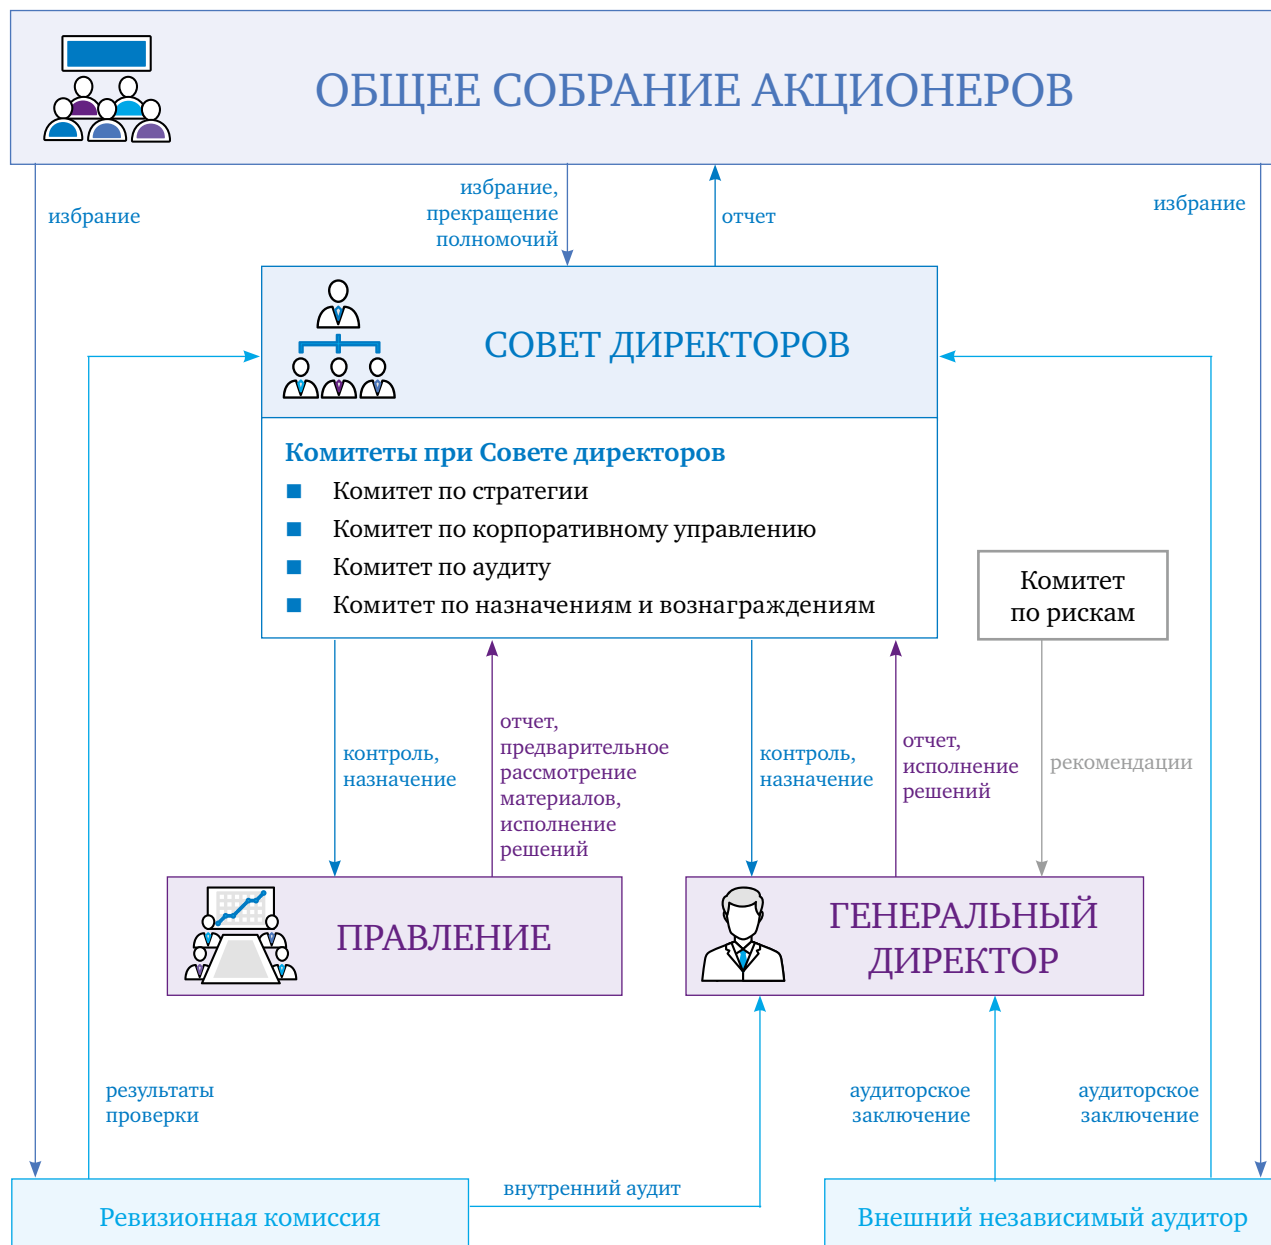 ОБЩЕЕ СОБРАНИЕ АКЦИОНЕРОВ
избрание
избрание,
прекращение
полномочий
отчет
избрание
СОВЕТ ДИРЕКТОРОВ
Комитеты при Совете директоров
Комитет по стратегии
Комитет по корпоративному управлению
Комитет по аудиту
Комитет по назначениям и вознаграждениям
Комитет
по рискам
контроль,
назначение
отчет,
предварительное
рассмотрение
материалов,
исполнение
решений
контроль,
назначение
отчет,
исполнение
решений
рекомендации
ПРАВЛЕНИЕ
ГЕНЕРАЛЬНЫЙ
ДИРЕКТОР
результаты
проверки
аудиторское
заключение
аудиторское
заключение
внутренний аудит
Ревизионная комиссия
Внешний независимый аудитор